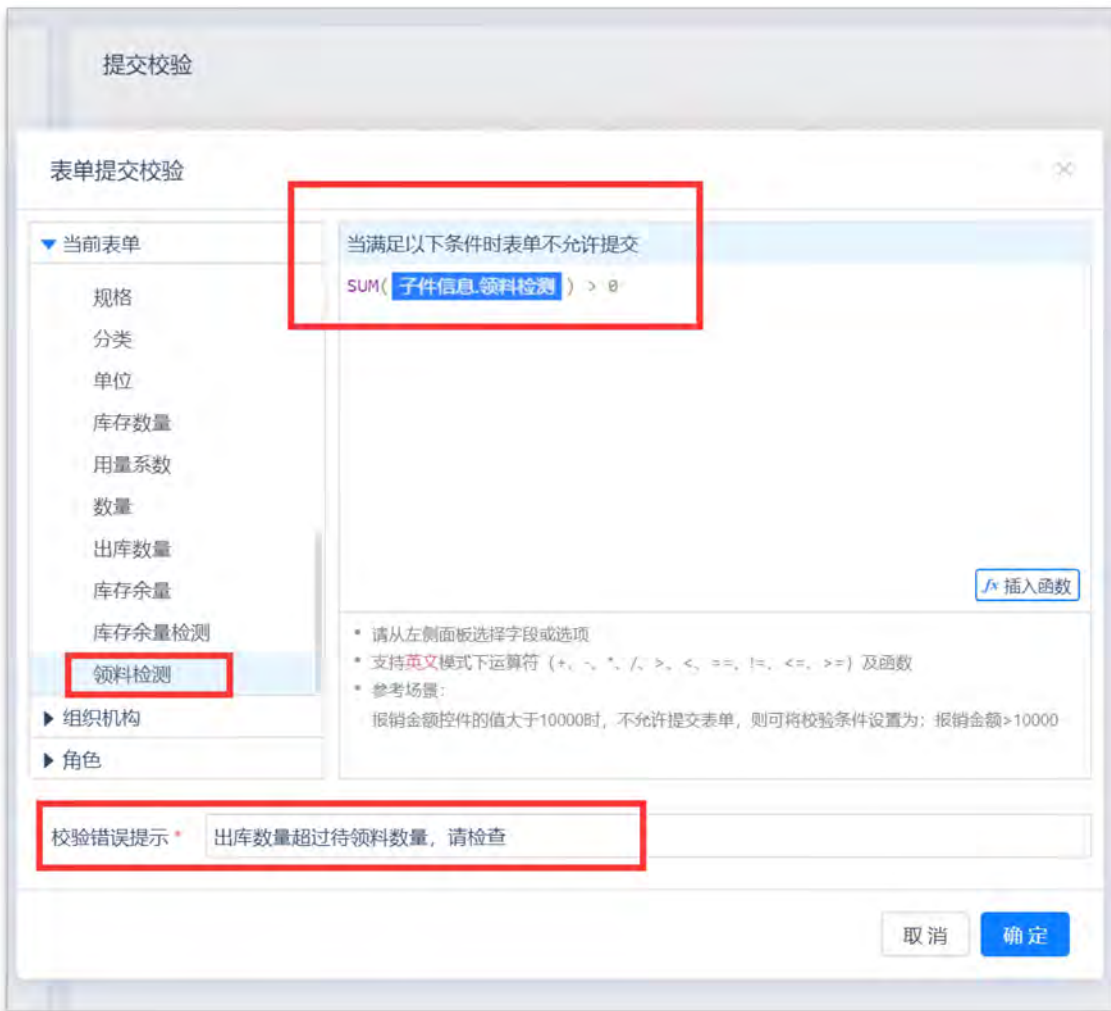 提交校验
表单提交校验
当前表单
规格
分类
单位
库存数量
用量系数
数量
出库数量
库存余量
库存余量检测
领料检测
组织机构
角色
当满足以下条件时表单不允许提交
SUM( 子件信息.领料检测 ) > 0
fx 插入函数
* 请从左侧面板选择字段或选项
* 支持英文模式下运算符 (+、-、*、/、>、<、==、!=、<=、>=) 及函数
* 参考场景:
报销金额控件的值大于10000时, 不允许提交表单, 则可将校验条件设置为: 报销金额>10000
校验错误提示 * 出库数量超过待领料数量, 请检查
取消 确定